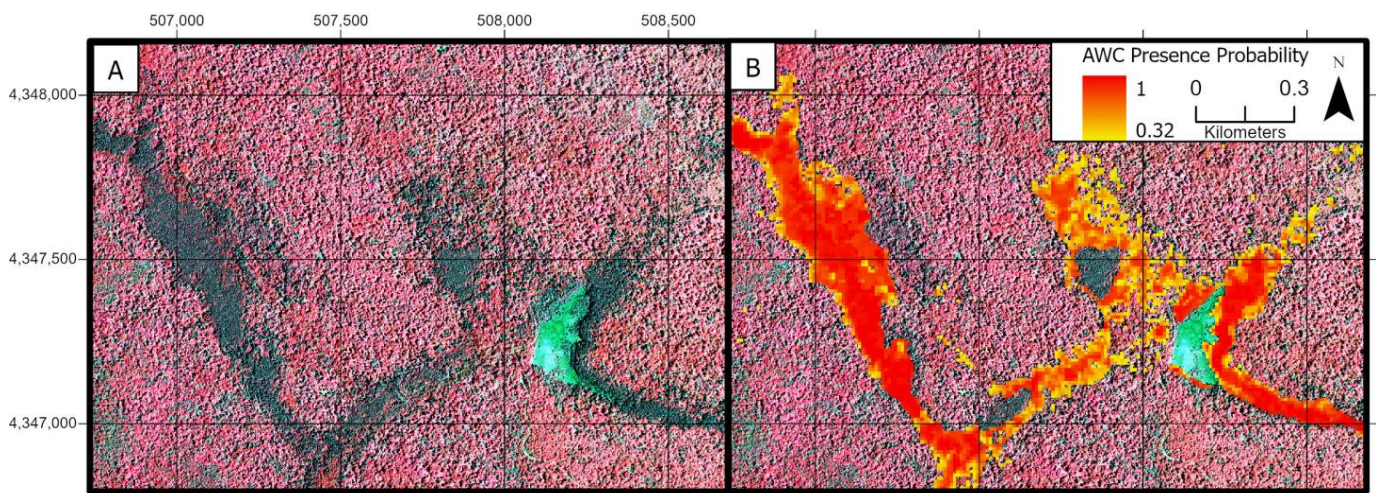 507,000 507,500 508,000 508,500
A
B
AWC Presence Probability
1
0.32
0 0.3
Kilometers
N
4,348,000
4,347,500
4,347,000